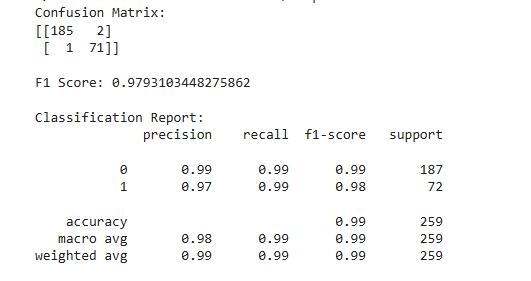 Confusion Matrix:
[[185   2]
 [  1  71]]
F1 Score: 0.9793103448275862
Classification Report:
              precision    recall  f1-score   support
           0       0.99      0.99      0.99       187
           1       0.97      0.99      0.98        72
    accuracy                           0.99       259
   macro avg       0.98      0.99      0.99       259
weighted avg       0.99      0.99      0.99       259